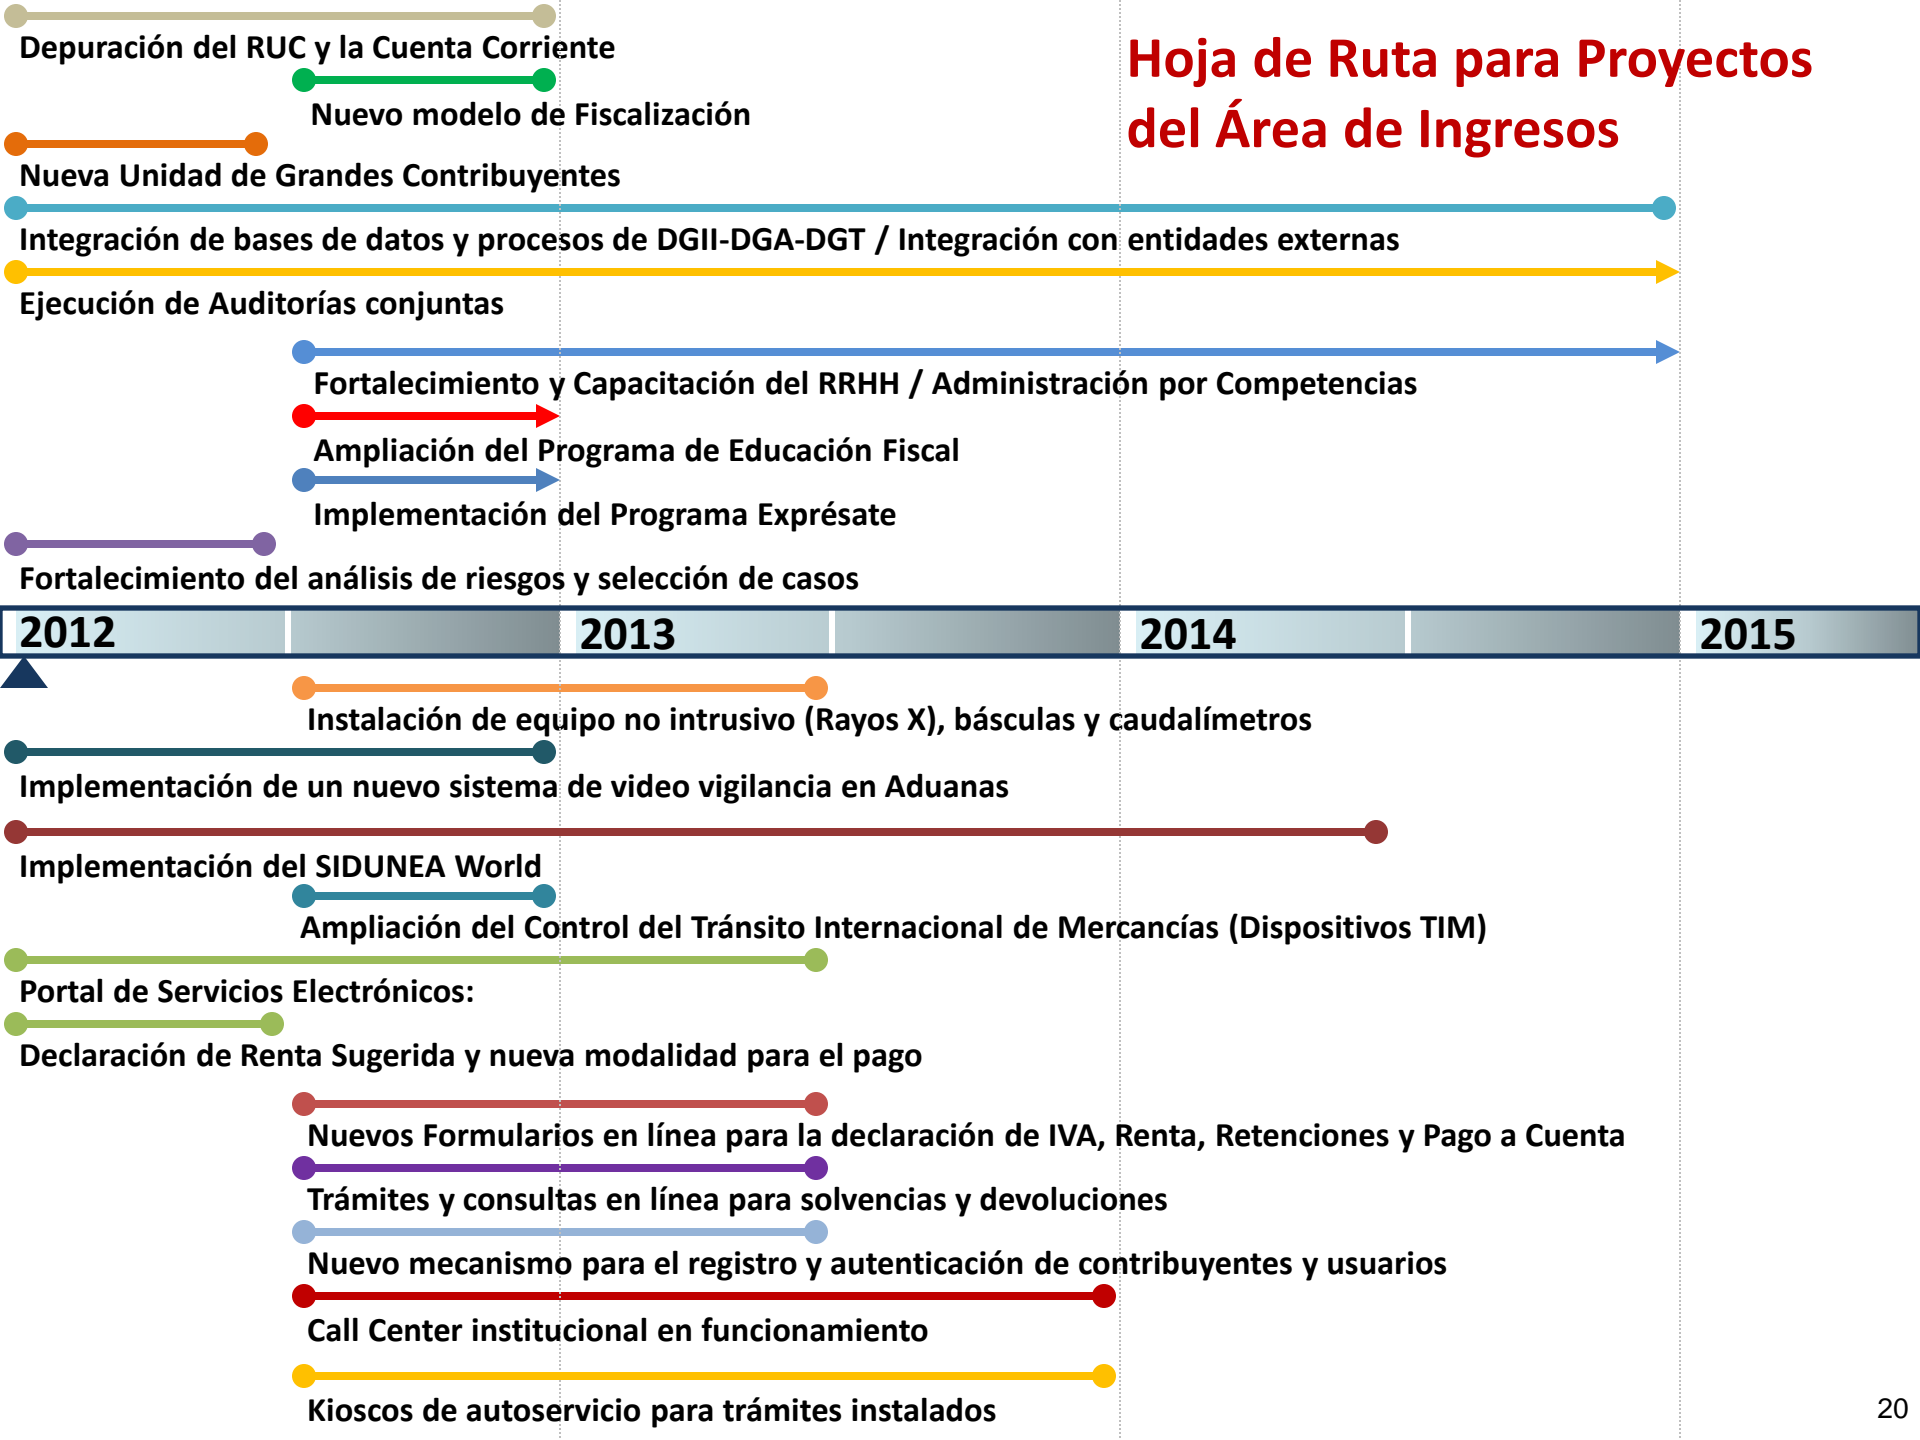 Hoja de Ruta para Proyectos
del Área de Ingresos
Depuración del RUC y la Cuenta Corriente
Nuevo modelo de Fiscalización
Nueva Unidad de Grandes Contribuyentes
Integración de bases de datos y procesos de DGII-DGA-DGT / Integración con entidades externas
Ejecución de Auditorías conjuntas
Fortalecimiento y Capacitación del RRHH / Administración por Competencias
Ampliación del Programa de Educación Fiscal
Implementación del Programa Exprésate
Fortalecimiento del análisis de riesgos y selección de casos
2012 2013 2014 2015
Instalación de equipo no intrusivo (Rayos X), básculas y caudalímetros
Implementación de un nuevo sistema de video vigilancia en Aduanas
Implementación del SIDUNEA World
Ampliación del Control del Tránsito Internacional de Mercancías (Dispositivos TIM)
Portal de Servicios Electrónicos:
Declaración de Renta Sugerida y nueva modalidad para el pago
Nuevos Formularios en línea para la declaración de IVA, Renta, Retenciones y Pago a Cuenta
Trámites y consultas en línea para solvencias y devoluciones
Nuevo mecanismo para el registro y autenticación de contribuyentes y usuarios
Call Center institucional en funcionamiento
Kioscos de autoservicio para trámites instalados
20